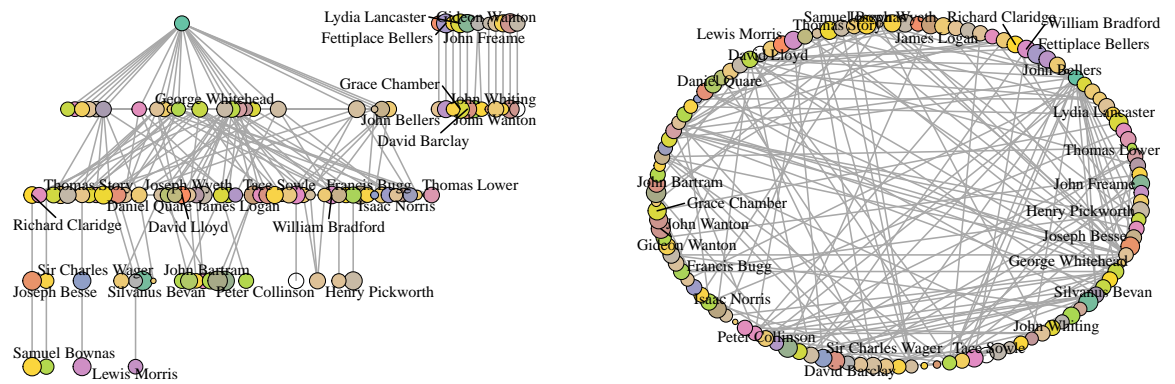 Lydia Lancaster Gideon Wanton
Fettiplace Bellers John Freame
Grace Chamber
George Whitehead John Whiting
John Bellers John Wanton
David Barclay
Thomas Story Joseph Wyeth Tace Sowle Francis Bugg Thomas Lower
Daniel Quare James Logan Isaac Norris
Richard Claridge David Lloyd William Bradford
Sir Charles Wager John Bartram
Joseph Besse Silvanus Bevan Peter Collinson Henry Pickworth
Samuel Bownas
Lewis Morris
Samuel Bownas Joseph Wyeth Richard Claridge
William Bradford
Thomas Story
Lewis Morris James Logan Fettiplace Bellers
David Lloyd
John Bellers
Daniel Quare
Lydia Lancaster
Thomas Lower
John Bartram John Freame
Grace Chamber
Henry Pickworth
John Wanton
Joseph Besse
Gideon Wanton
George Whitehead
Francis Bugg
Silvanus Bevan
Isaac Norris
John Whiting
Peter Collinson
Sir Charles Wager Tace Sowle
David Barclay